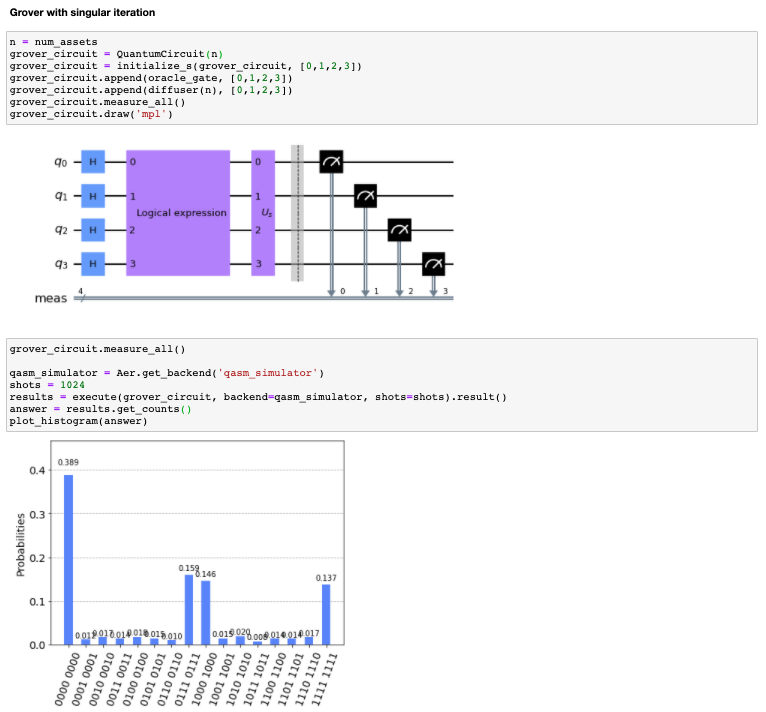 Grover with singular iteration
n = num_assets
grover_circuit = QuantumCircuit(n)
grover_circuit = initialize_s(grover_circuit, [0,1,2,3])
grover_circuit.append(oracle_gate, [0,1,2,3])
grover_circuit.append(diffuser(n), [0,1,2,3])
grover_circuit.measure_all()
grover_circuit.draw('mpl')
q0 H 0 0
q1 H 1 1
Logical expression Us
q2 H 2 2
q3 H 3 3
meas 4 0 1 2 3
grover_circuit.measure_all()
qasm_simulator = Aer.get_backend('qasm_simulator')
shots = 1024
results = execute(grover_circuit, backend=qasm_simulator, shots=shots).result()
answer = results.get_counts()
plot_histogram(answer)
Probabilities
0.4
0.3
0.2
0.1
0.0
0.389
0.012
0.017
0.014
0.018
0.015
0.010
0.159
0.146
0.015
0.020
0.008
0.014
0.014
0.017
0.137
0000 0000
0001 0001
0010 0010
0011 0011
0100 0100
0101 0101
0110 0110
0111 0111
1000 1000
1001 1001
1010 1010
1011 1011
1100 1100
1101 1101
1110 1110
1111 1111